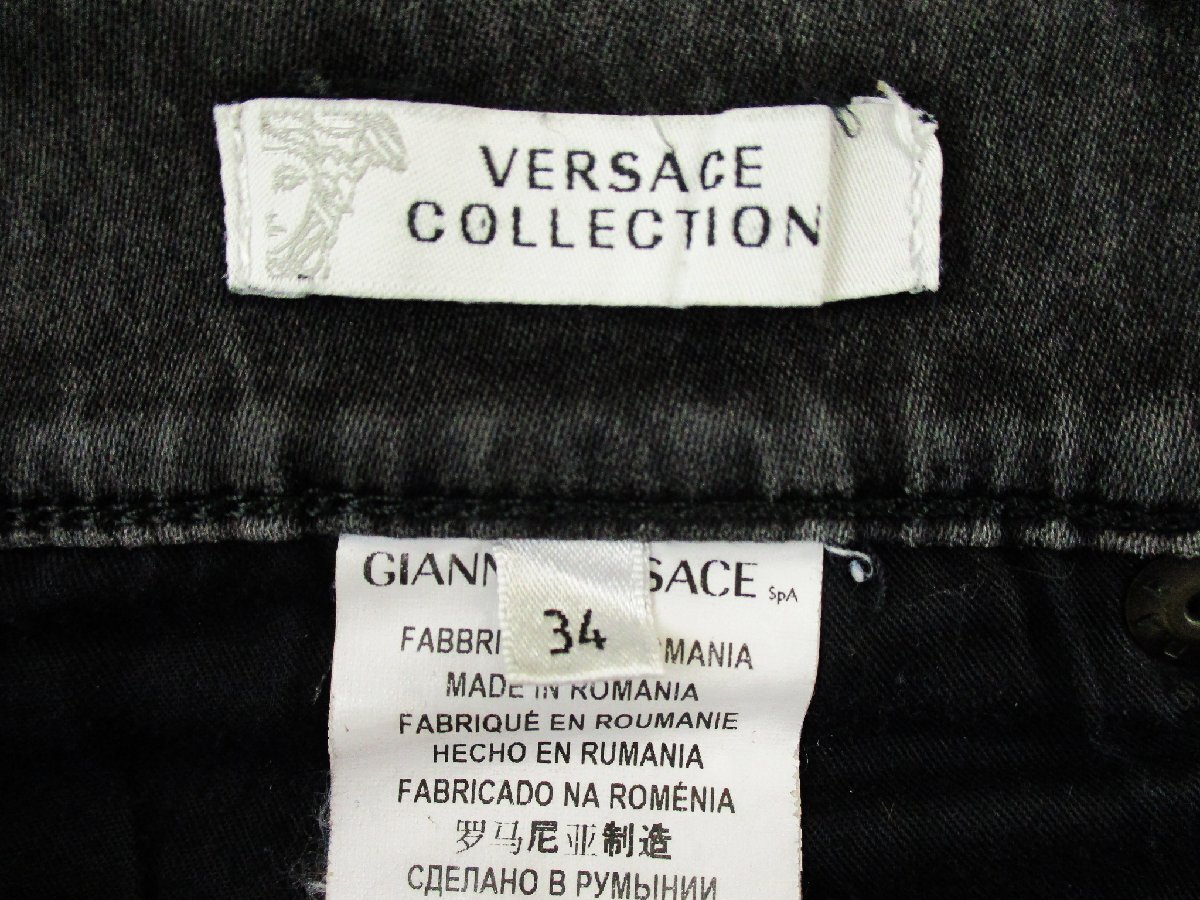 VERSACE
COLLECTION
GIANN SACE SpA
34
FABBRI MANIA
MADE IN ROMANIA
FABRIQUÉ EN ROUMANIE
HECHO EN RUMANIA
FABRICADO NA ROMÉNIA
罗马尼亚制造
СДЕЛАНО В РУМЫНИИ